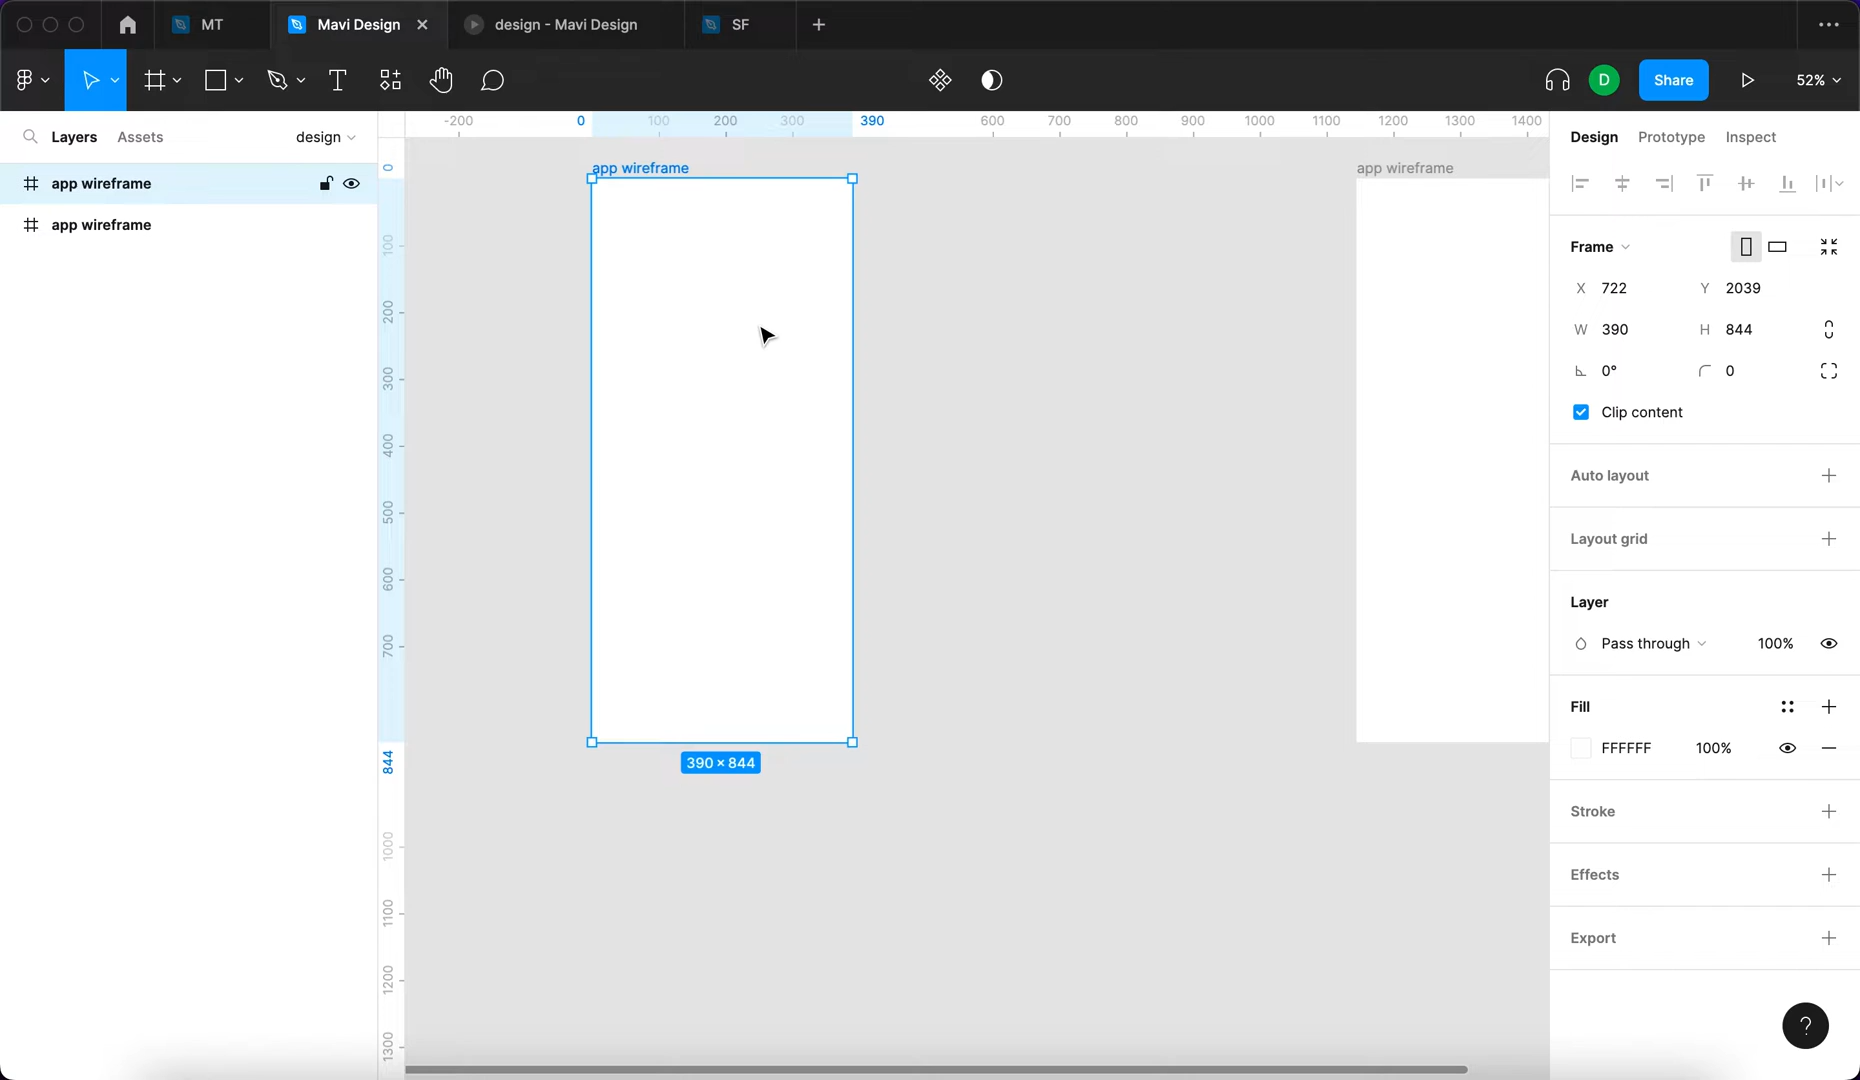 MT
Mavi Design
design - Mavi Design
SF
Share
52%
D
Layers
Assets
design
app wireframe
app wireframe
-200
0
100
200
300
390
600
700
800
900
1000
1100
1200
1300
1400
0
100
200
300
400
500
600
700
844
1000
1100
1200
1300
app wireframe
390 × 844
app wireframe
Design
Prototype
Inspect
Frame
X 722
Y 2039
W 390
H 844
0°
0
Clip content
Auto layout
Layout grid
Layer
Pass through
100%
Fill
FFFFFF
100%
Stroke
Effects
Export
?